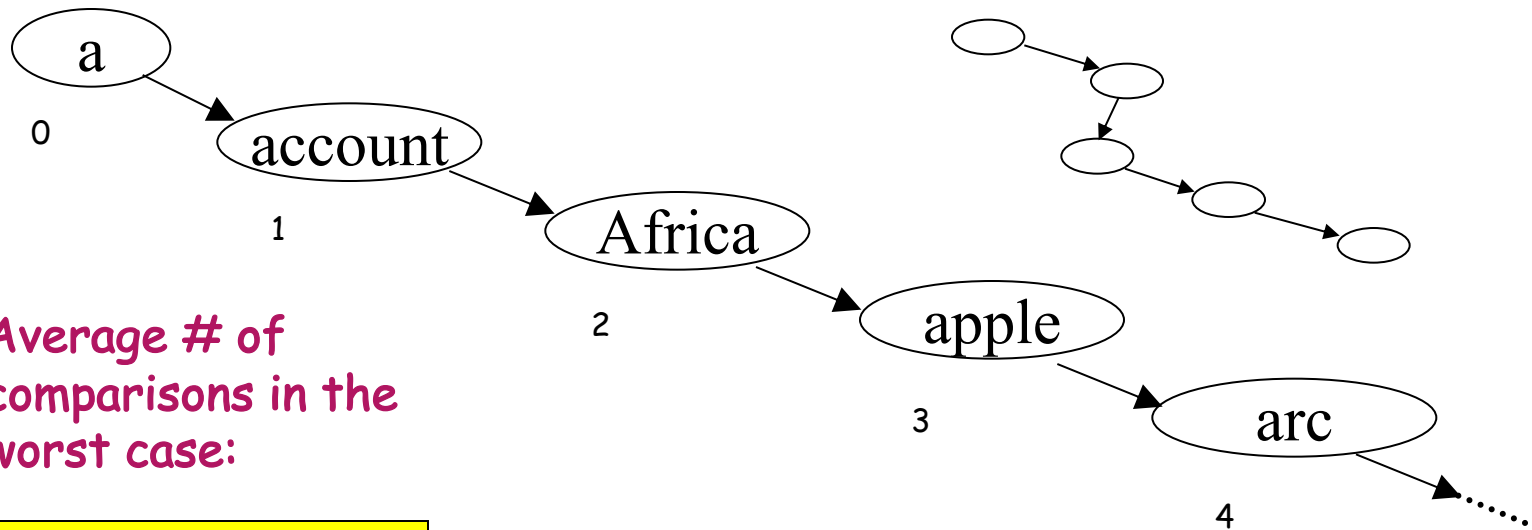 a
0
account
1
Africa
2
apple
3
arc
4
Average # of
comparisons in the
worst case: